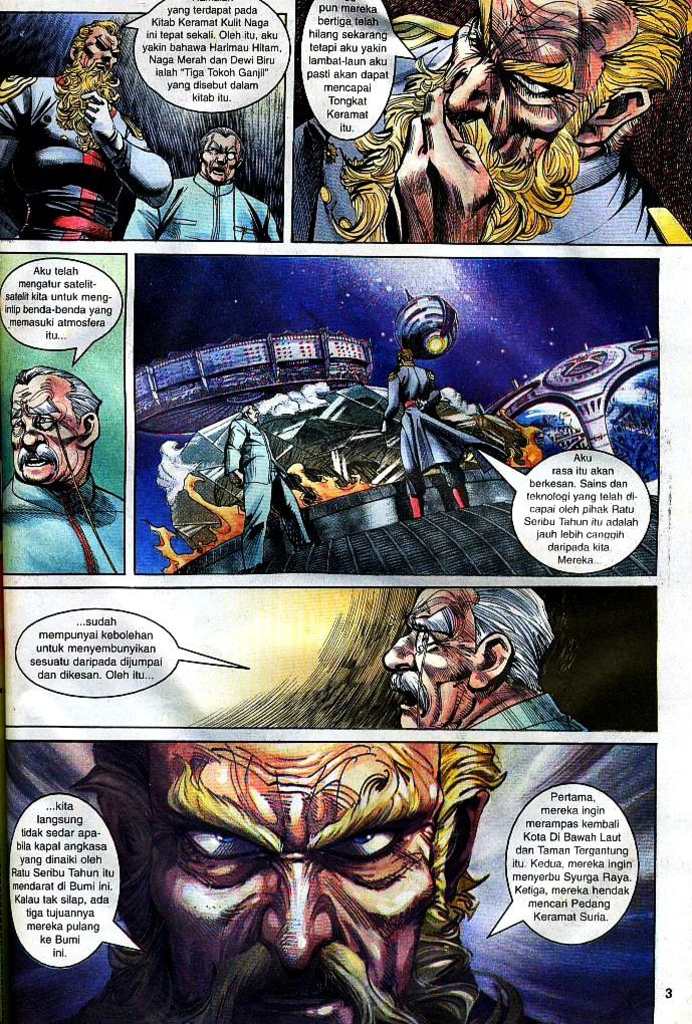 yang terdapat pada
Kitab Keramat Kulit Naga
ini tepat sekali. Oleh itu, aku
yakin bahawa Harimau Hitam,
Naga Merah dan Dewi Biru
ialah "Tiga Tokoh Ganjil"
yang disebut dalam
kitab itu.
pun mereka
bertiga telah
hilang sekarang
tetapi aku yakin
lambat-laun aku
pasti akan dapat
mencapai
Tongkat
Keramat
itu.
Aku telah
mengatur satelit-
satelit kita untuk meng-
intip benda-benda yang
memasuki atmosfera
itu...
Aku
rasa itu akan
berkesan. Sains dan
teknologi yang telah di-
capai oleh pihak Ratu
Seribu Tahun itu adalah
jauh lebih canggih
daripada kita.
Mereka...
...sudah
mempunyai kebolehan
untuk menyembunyikan
sesuatu daripada dijumpai
dan dikesan. Oleh itu...
...kita
langsung
tidak sedar apa-
bila kapal angkasa
yang dinaiki oleh
Ratu Seribu Tahun itu
mendarat di Bumi ini.
Kalau tak silap, ada
tiga tujuannya
mereka pulang
ke Bumi
ini.
Pertama,
mereka ingin
merampas kembali
Kota Di Bawah Laut
dan Taman Tergantung
itu. Kedua, mereka ingin
menyerbu Syurga Raya.
Ketiga, mereka hendak
mencari Pedang
Keramat Suria.
3